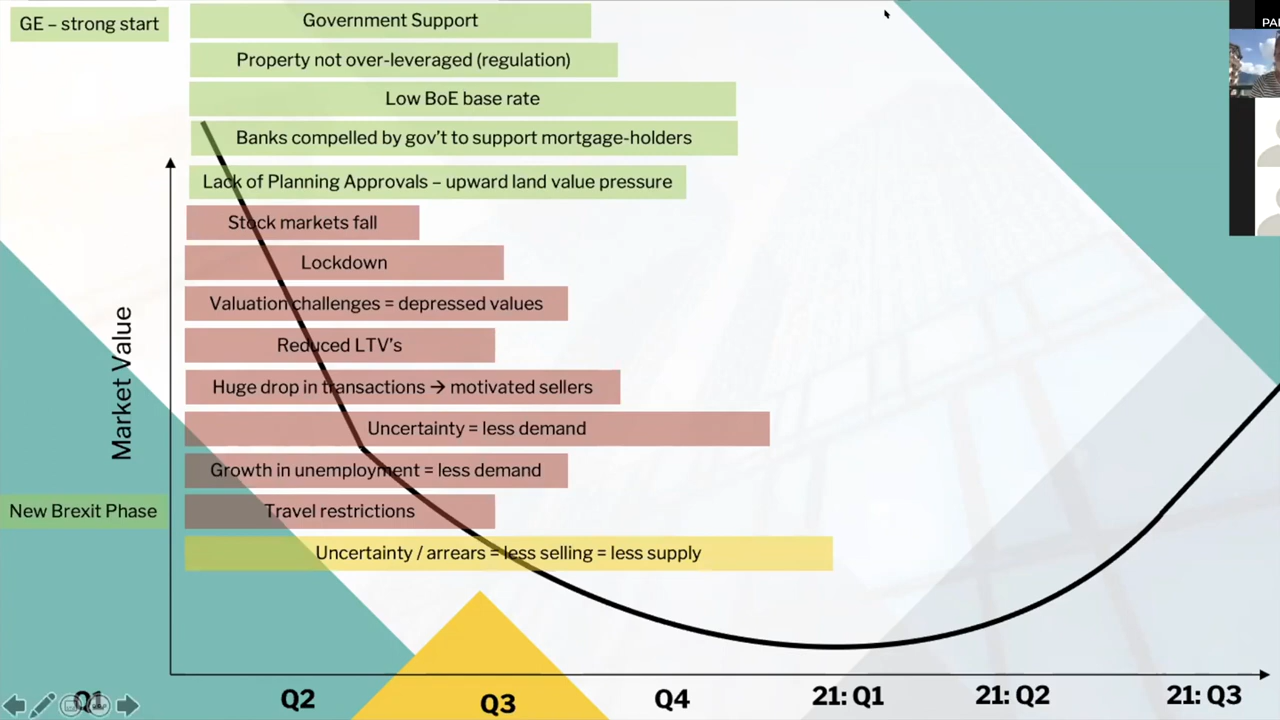 GE – strong start
Government Support
Property not over-leveraged (regulation)
Low BoE base rate
Banks compelled by gov't to support mortgage-holders
Lack of Planning Approvals – upward land value pressure
Stock markets fall
Lockdown
Valuation challenges = depressed values
Reduced LTV's
Huge drop in transactions → motivated sellers
Uncertainty = less demand
Growth in unemployment = less demand
New Brexit Phase
Travel restrictions
Uncertainty / arrears = less selling = less supply
Market Value
Q1
Q2
Q3
Q4
21: Q1
21: Q2
21: Q3